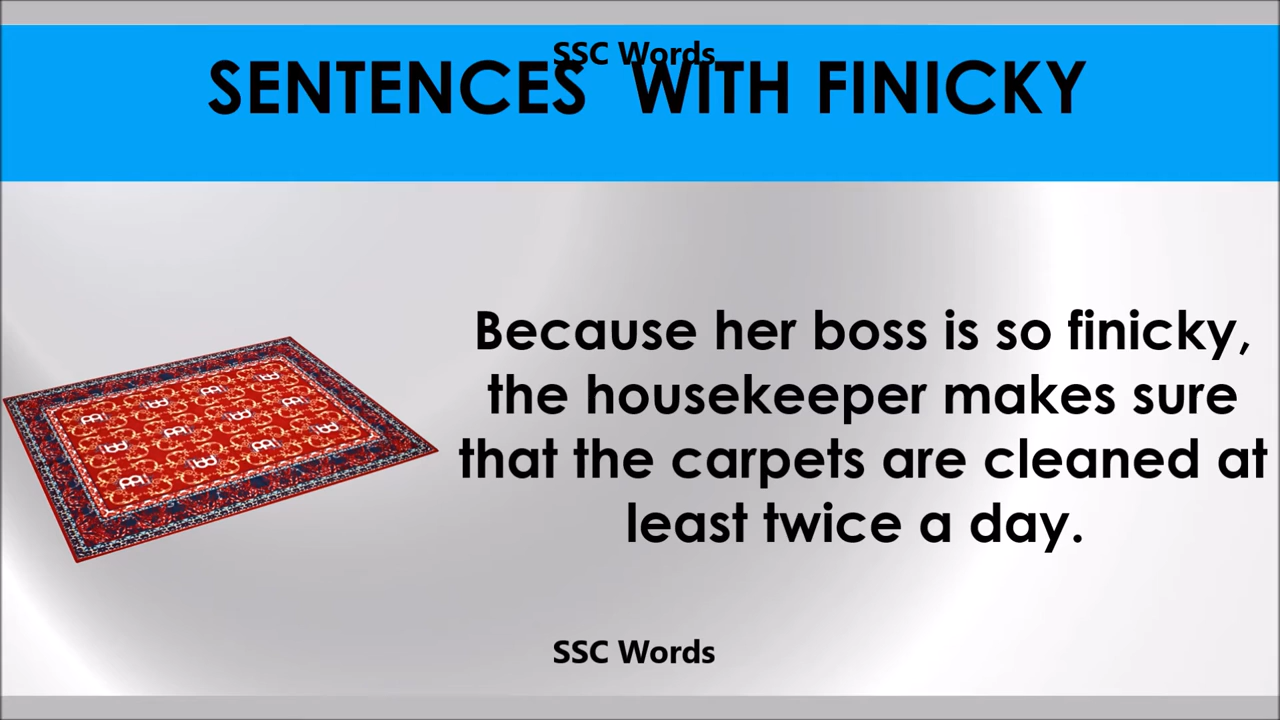 SSC Words
SENTENCES WITH FINICKY
Because her boss is so finicky,
the housekeeper makes sure
that the carpets are cleaned at
least twice a day.
SSC Words